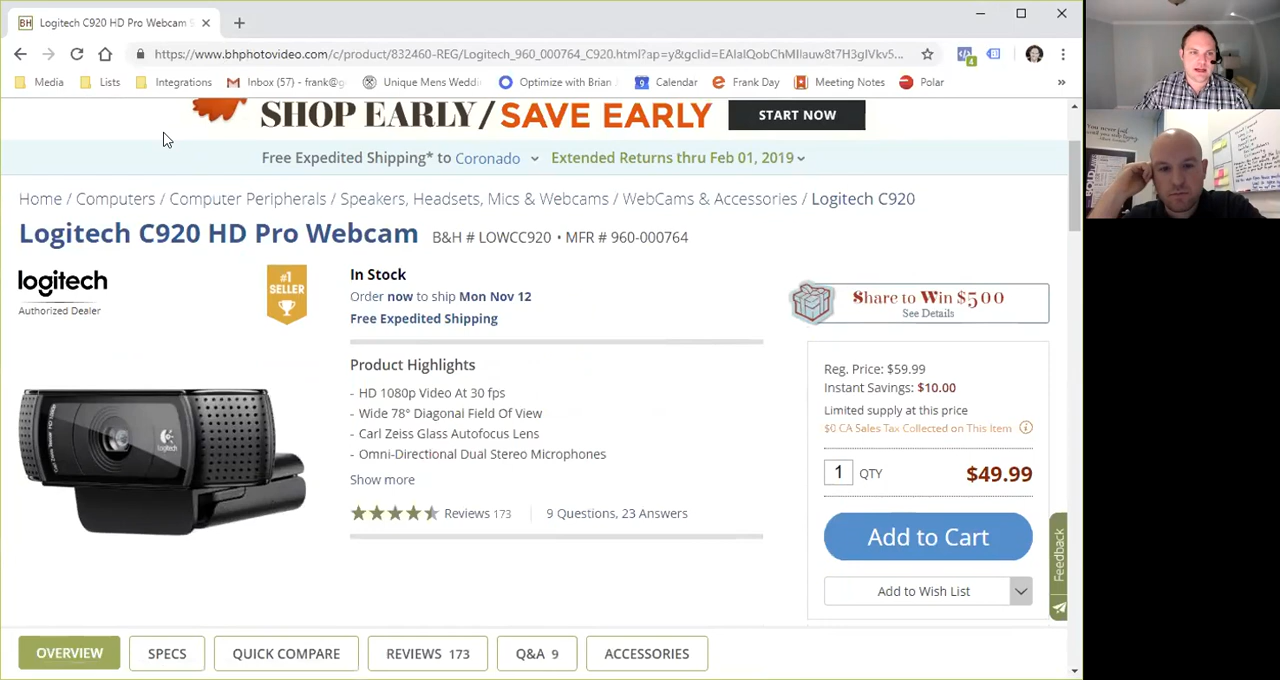 BH Logitech C920 HD Pro Webcam
https://www.bhphotovideo.com/c/product/832460-REG/Log 960_000764_C920.html?ap=y&gclid=EAIaIQobChMIlauw8t7H3gIVkv5...
4
Media Lists Integrations Inbox (57) - frank@g Unique Mens Weddi Optimize with Brian Calendar Frank Day Meeting Notes Polar »
SHOP EARLY / SAVE EARLY START NOW
Free Expedited Shipping* to Coronado Extended Returns thru Feb 01, 2019
Home / Computers / Computer Peripherals / Speakers, Headsets, Mics & Webcams / WebCams & Accessories / Logitech C920
Logitech C920 HD Pro Webcam B&H # LOWCC920 • MFR # 960-000764
logitech
Authorized Dealer
#1
SELLER
In Stock
Order now to ship Mon Nov 12
Free Expedited Shipping
Share to Win $500
See Details
Product Highlights
- HD 1080p Video At 30 fps
- Wide 78° Diagonal Field Of View
- Carl Zeiss Glass Autofocus Lens
- Omni-Directional Dual Stereo Microphones
Show more
Reviews 173 9 Questions, 23 Answers
Logitech
Reg. Price: $59.99
Instant Savings: $10.00
Limited supply at this price
$0 CA Sales Tax Collected on This Item
1 QTY $49.99
Add to Cart
Add to Wish List
Feedback
OVERVIEW SPECS QUICK COMPARE REVIEWS 173 Q&A 9 ACCESSORIES